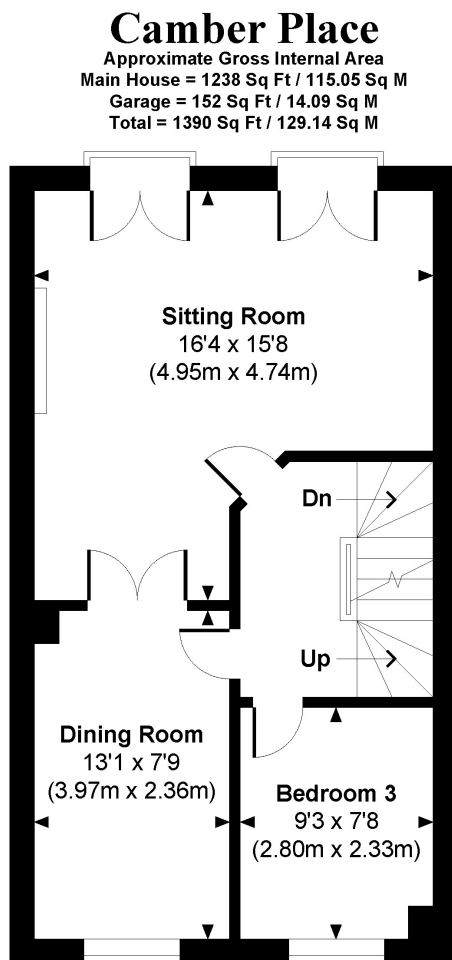 Camber Place
Approximate Gross Internal Area
Main House = 1238 Sq Ft / 115.05 Sq M
Garage = 152 Sq Ft / 14.09 Sq M
Total = 1390 Sq Ft / 129.14 Sq M
Sitting Room
16'4 x 15'8
(4.95m x 4.74m)
Dn
Up
Dining Room
13'1 x 7'9
(3.97m x 2.36m)
Bedroom 3
9'3 x 7'8
(2.80m x 2.33m)